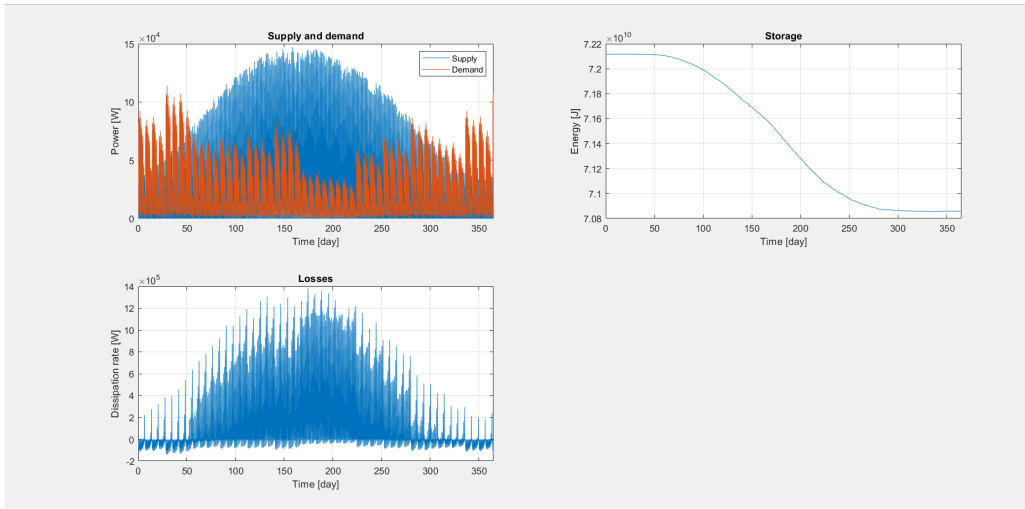 Supply and demand
×10^4
15
10
5
0
Power [W]
Supply
Demand
0 50 100 150 200 250 300 350
Time [day]
Storage
×10^10
7.22
7.2
7.18
7.16
7.14
7.12
7.1
7.08
Energy [J]
0 50 100 150 200 250 300 350
Time [day]
Losses
×10^5
14
12
10
8
6
4
2
0
-2
Dissipation rate [W]
0 50 100 150 200 250 300 350
Time [day]